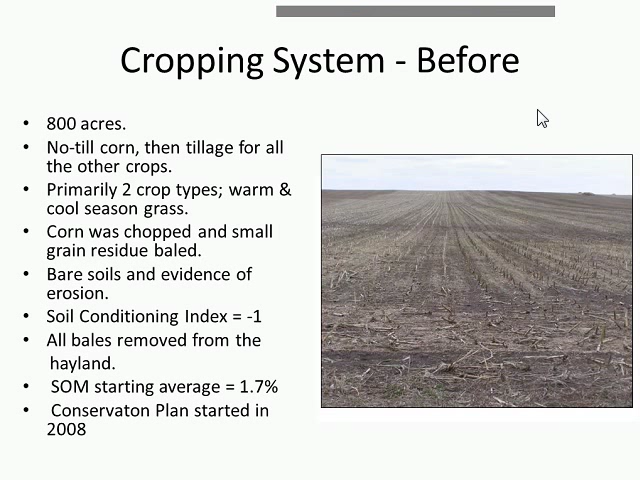 Cropping System - Before
• 800 acres.
• No-till corn, then tillage for all
the other crops.
• Primarily 2 crop types; warm &
cool season grass.
• Corn was chopped and small
grain residue baled.
• Bare soils and evidence of
erosion.
• Soil Conditioning Index = -1
• All bales removed from the
hayland.
• SOM starting average = 1.7%
• Conservaton Plan started in
2008